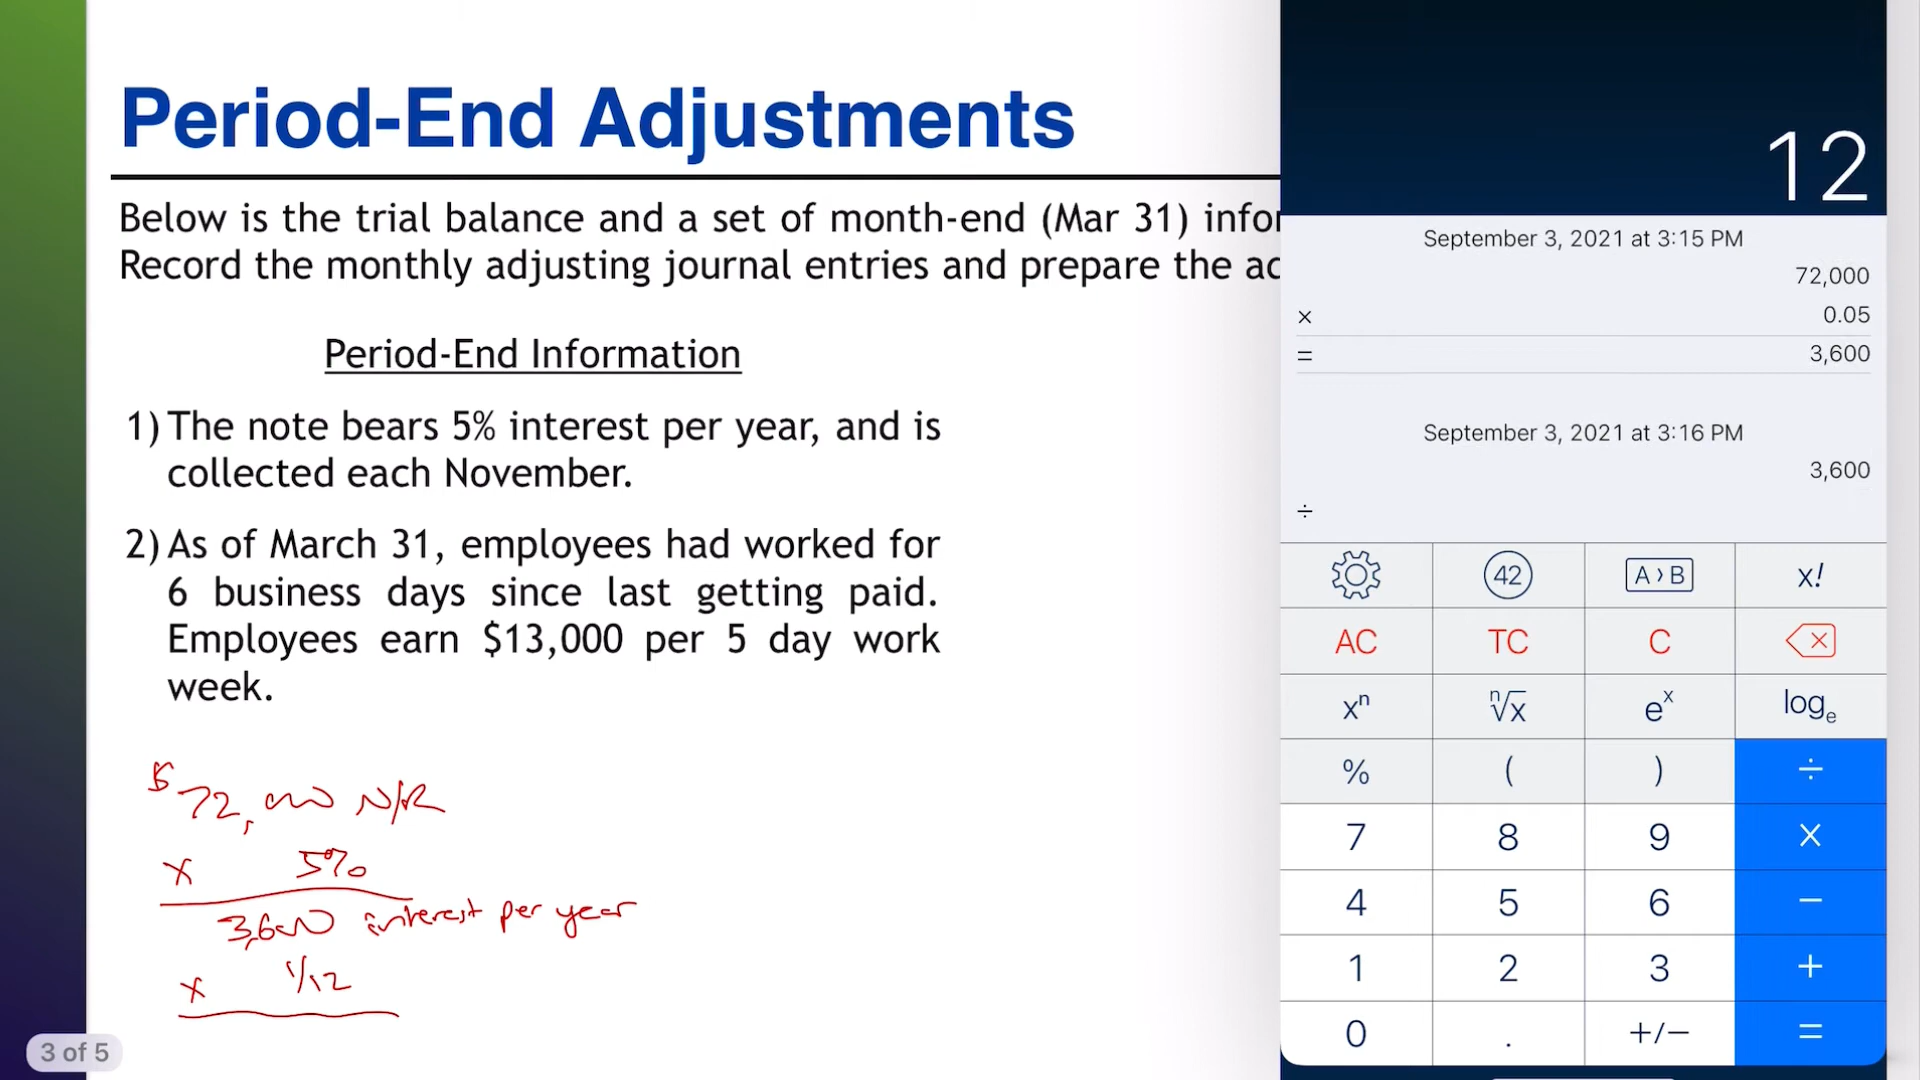 Period-End Adjustments
Below is the trial balance and a set of month-end (Mar 31) infor
Record the monthly adjusting journal entries and prepare the ad
Period-End Information
1) The note bears 5% interest per year, and is
collected each November.
2) As of March 31, employees had worked for
6 business days since last getting paid.
Employees earn $13,000 per 5 day work
week.
$72,000 N/R
x 5%
3,600 interest per year
x 1/12
3 of 5
12
September 3, 2021 at 3:15 PM
72,000
× 0.05
= 3,600
September 3, 2021 at 3:16 PM
3,600
÷
42 A›B x!
AC TC C
xⁿ ⁿ√x eˣ logₑ
% ( ) ÷
7 8 9 ×
4 5 6 −
1 2 3 +
0 . +/− =